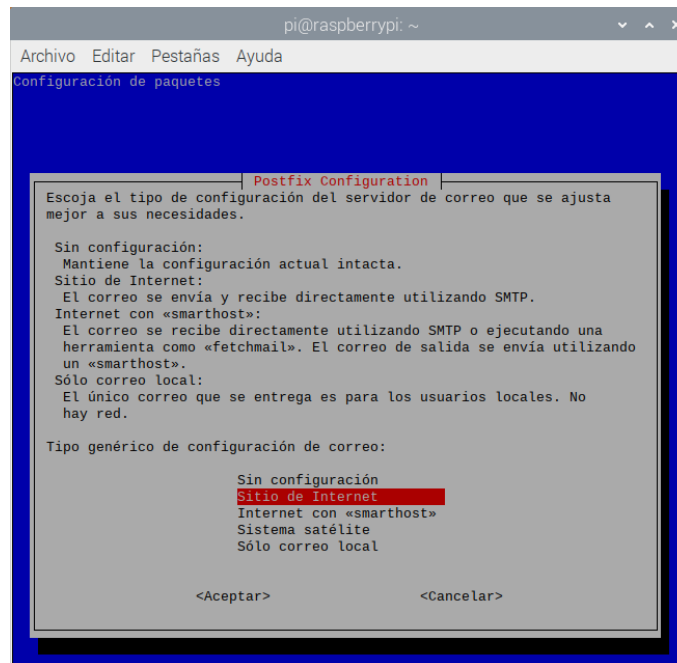 pi@raspberrypi: ~
Archivo Editar Pestañas Ayuda
Configuración de paquetes
Postfix Configuration
Escoja el tipo de configuración del servidor de correo que se ajusta
mejor a sus necesidades.
Sin configuración:
Mantiene la configuración actual intacta.
Sitio de Internet:
El correo se envía y recibe directamente utilizando SMTP.
Internet con «smarthost»:
El correo se recibe directamente utilizando SMTP o ejecutando una
herramienta como «fetchmail». El correo de salida se envía utilizando
un «smarthost».
Sólo correo local:
El único correo que se entrega es para los usuarios locales. No
hay red.
Tipo genérico de configuración de correo:
Sin configuración
Sitio de Internet
Internet con «smarthost»
Sistema satélite
Sólo correo local
<Aceptar> <Cancelar>